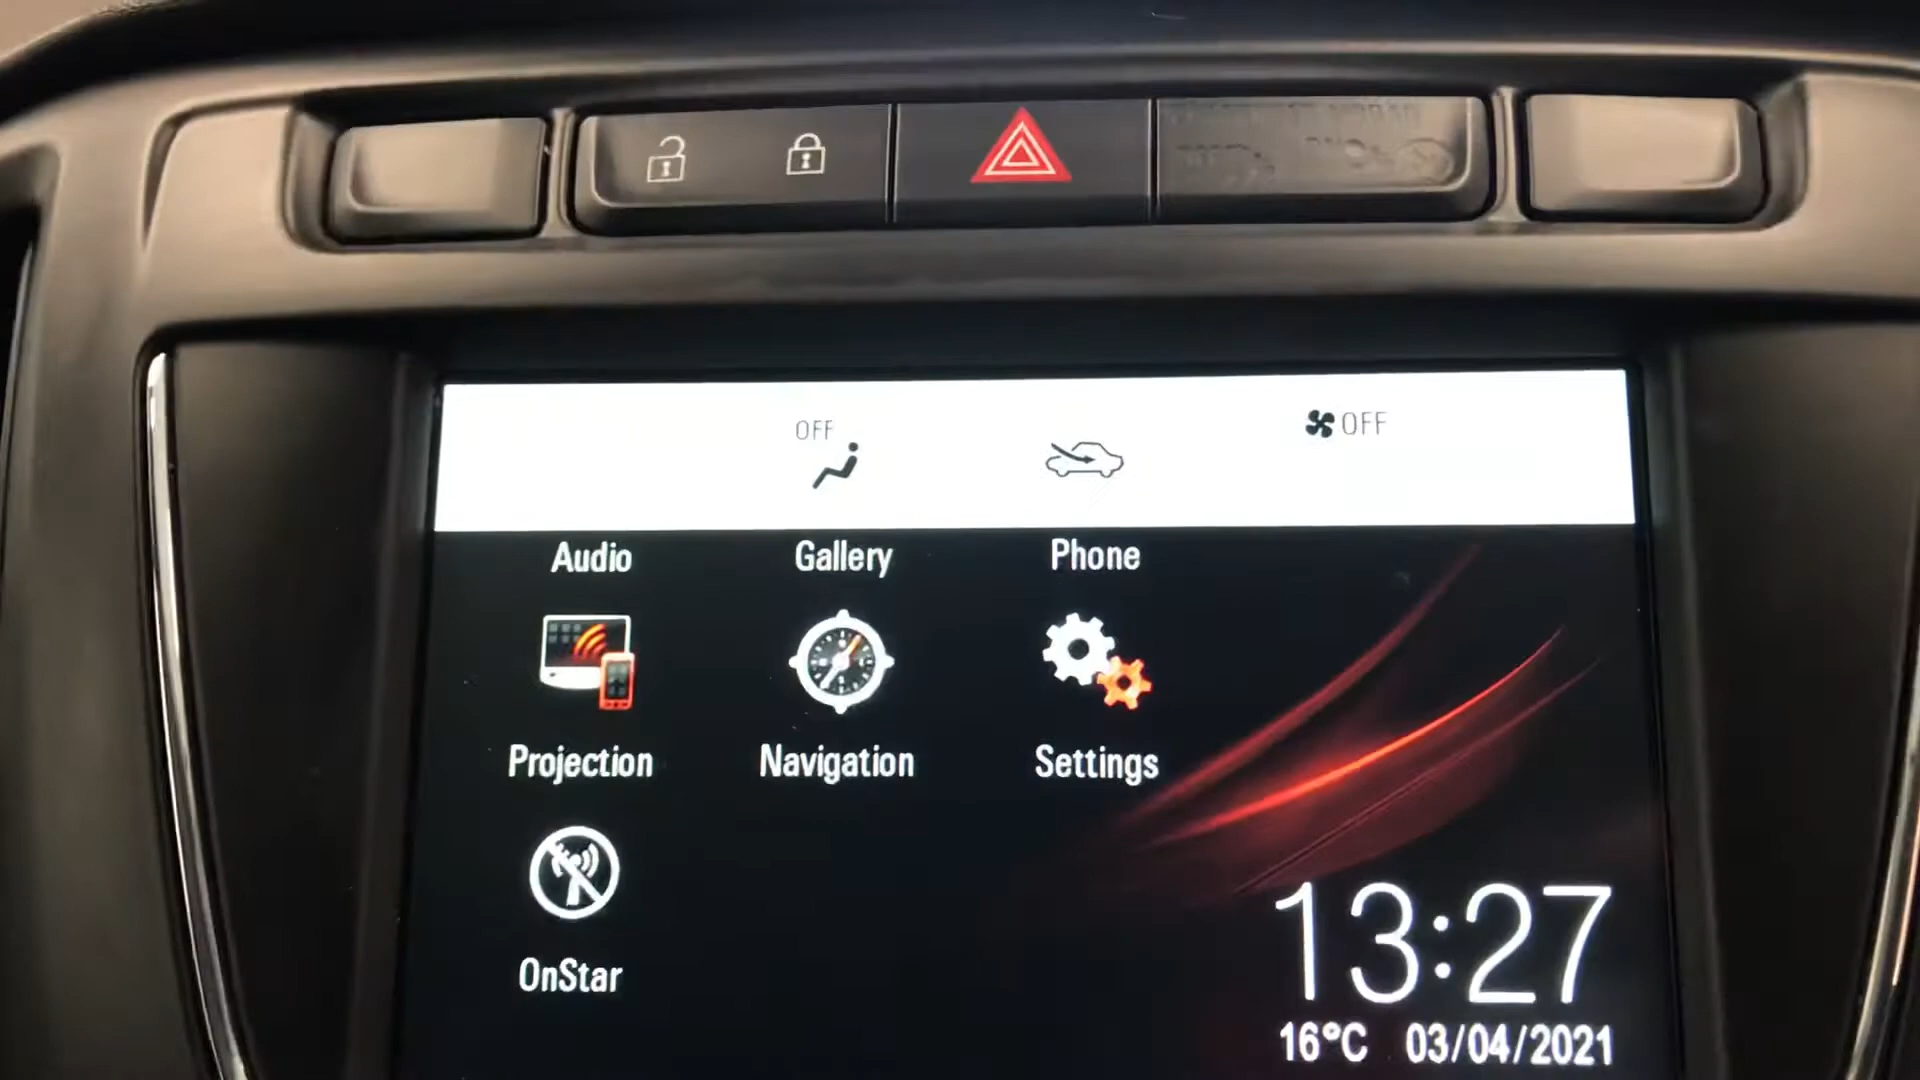 OFF
OFF
Audio Gallery Phone
Projection Navigation Settings
OnStar
13:27
16°C 03/04/2021